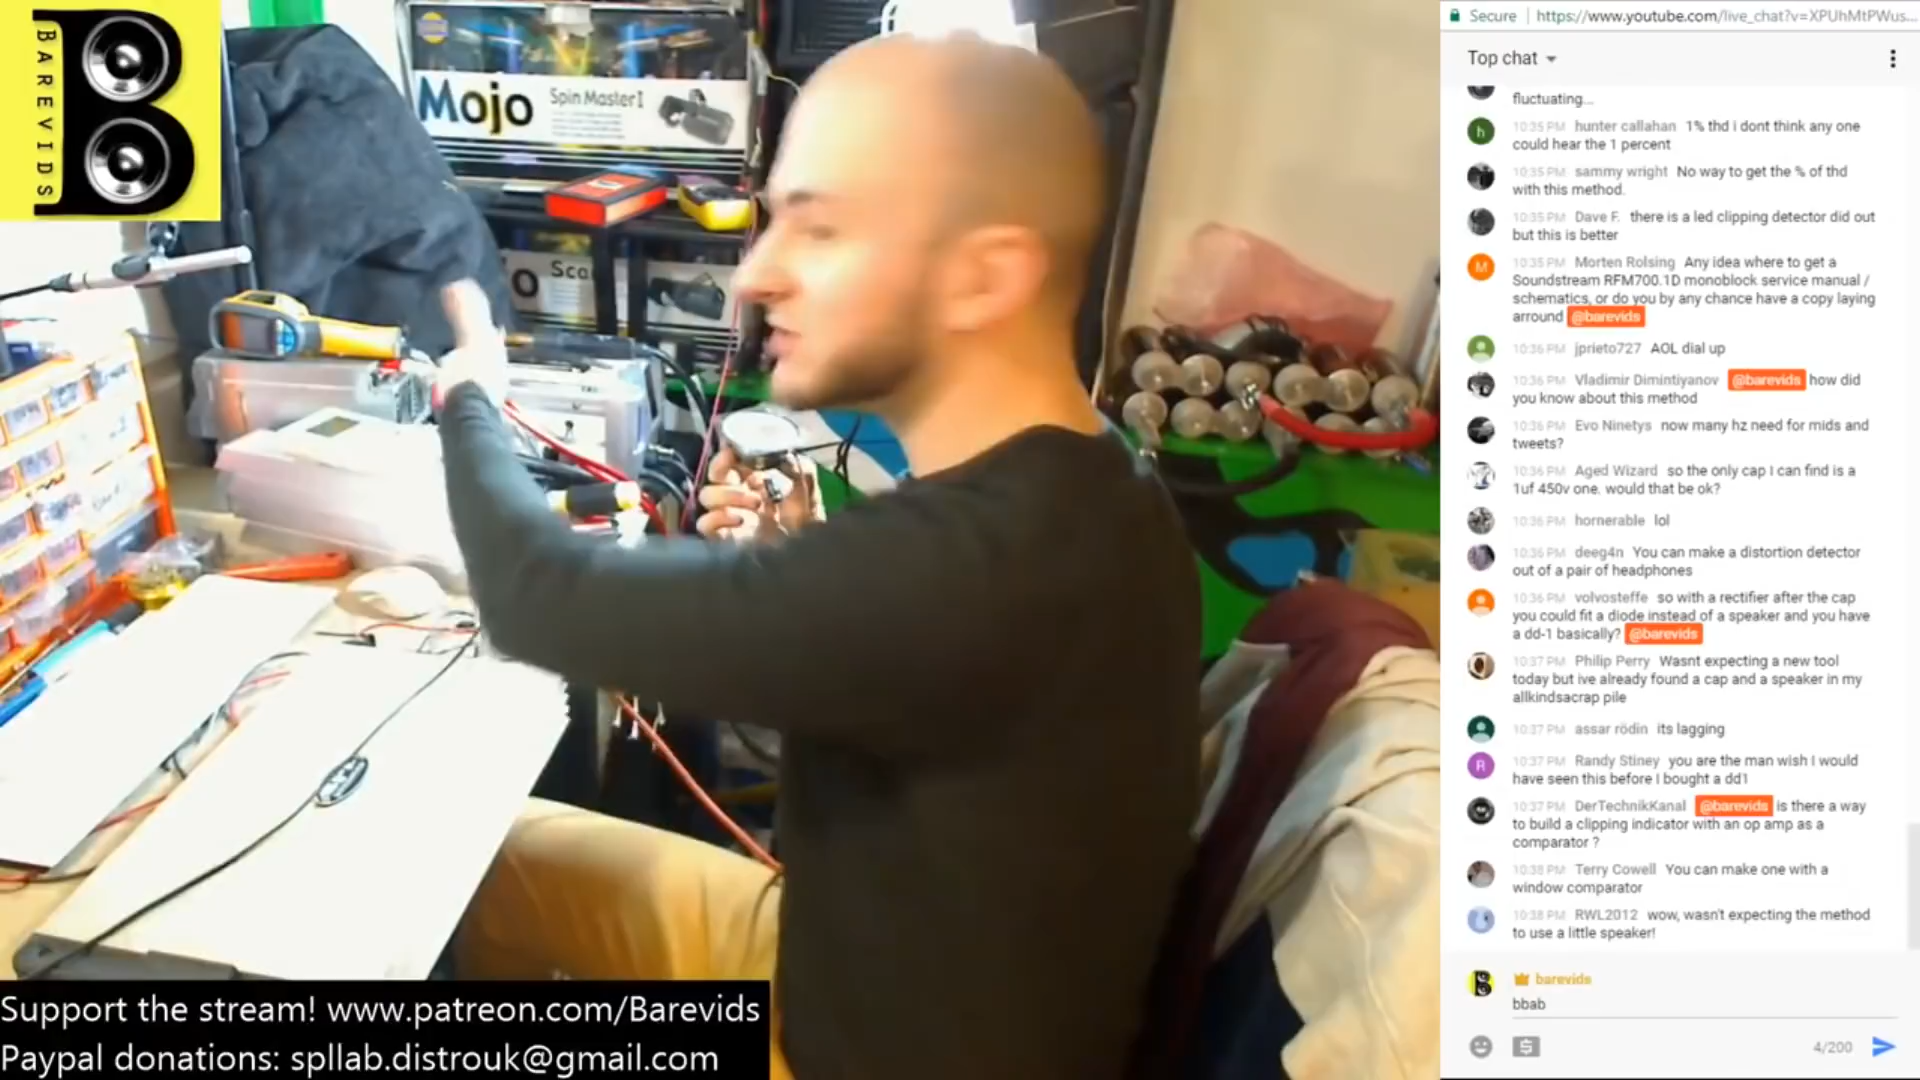 BAREVIDS
Mojo
Spin Master I
Sca
Support the stream! www.patreon.com/Barevids
Paypal donations: spllab.distrouk@gmail.com
Secure https://www.youtube.com/live_chat?v=XPUhMtPWus...
Top chat
fluctuating...
10:35 PM hunter callahan 1% thd i dont think any one
could hear the 1 percent
10:35 PM sammy wright No way to get the % of thd
with this method.
10:35 PM Dave F. there is a led clipping detector did out
but this is better
10:35 PM Morten Rolsing Any idea where to get a
Soundstream RFM700.1D monoblock service manual /
schematics, or do you by any chance have a copy laying
arround @barevids
10:36 PM jprieto727 AOL dial up
10:36 PM Vladimir Dimintiyanov @barevids how did
you know about this method
10:36 PM Evo Ninetys now many hz need for mids and
tweets?
10:36 PM Aged Wizard so the only cap I can find is a
1uf 450v one. would that be ok?
10:36 PM hornerable lol
10:36 PM deeg4n You can make a distortion detector
out of a pair of headphones
10:36 PM volvosteffe so with a rectifier after the cap
you could fit a diode instead of a speaker and you have
a dd-1 basically? @barevids
10:37 PM Philip Perry Wasnt expecting a new tool
today but ive already found a cap and a speaker in my
allkindsacrap pile
10:37 PM assar rödin its lagging
10:37 PM Randy Stiney you are the man wish I would
have seen this before I bought a dd1
10:37 PM DerTechnikKanal @barevids is there a way
to build a clipping indicator with an op amp as a
comparator ?
10:38 PM Terry Cowell You can make one with a
window comparator
10:38 PM RWL2012 wow, wasn't expecting the method
to use a little speaker!
barevids
bbab
4/200